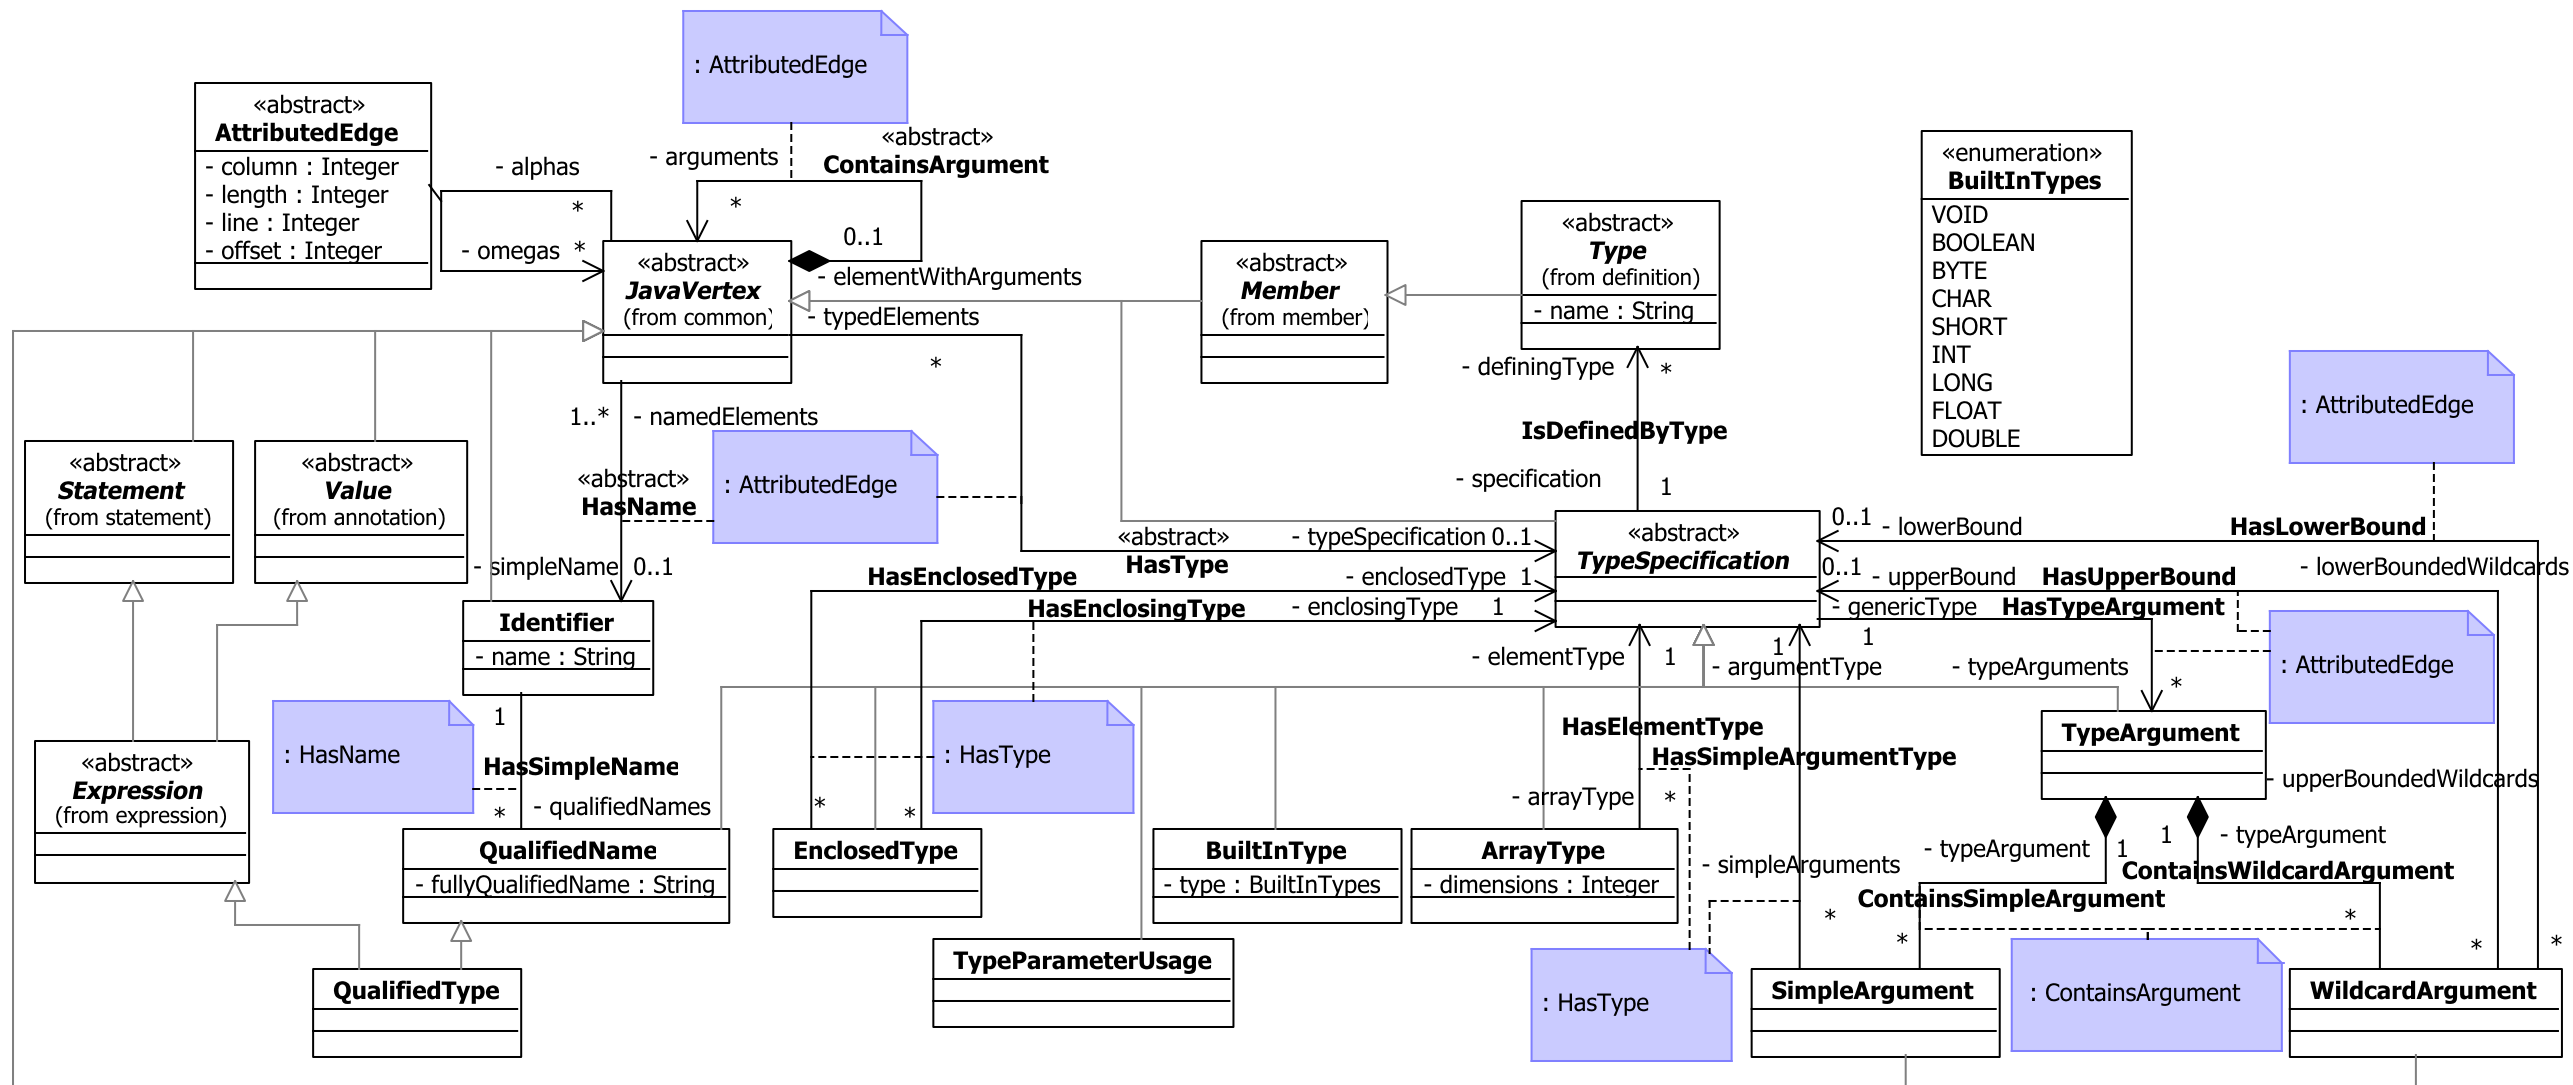 : AttributedEdge
«abstract»
AttributedEdge
- column : Integer
- length : Integer
- line : Integer
- offset : Integer
- alphas
*
- omegas *
- arguments
*
«abstract»
ContainsArgument
0..1
- elementWithArguments
«abstract»
JavaVertex
(from common)
- typedElements
*
«abstract»
Member
(from member)
«abstract»
Type
(from definition)
- name : String
- definingType *
IsDefinedByType
- specification 1
«enumeration»
BuiltInTypes
VOID
BOOLEAN
BYTE
CHAR
SHORT
INT
LONG
FLOAT
DOUBLE
: AttributedEdge
1..* - namedElements
«abstract»
HasName
: AttributedEdge
- simpleName 0..1
«abstract»
Statement
(from statement)
«abstract»
Value
(from annotation)
«abstract»
HasType
- typeSpecification 0..1
HasEnclosedType
- enclosedType 1
HasEnclosingType
- enclosingType 1
«abstract»
TypeSpecification
0..1 - lowerBound
HasLowerBound
- lowerBoundedWildcards
0..1 - upperBound
HasUpperBound
- genericType
1
HasTypeArgument
: AttributedEdge
Identifier
- name : String
- elementType 1
1
- argumentType
- typeArguments
*
1
HasSimpleName
* - qualifiedNames
: HasName
: HasType
HasElementType
HasSimpleArgumentType
- arrayType *
TypeArgument
- upperBoundedWildcards
«abstract»
Expression
(from expression)
QualifiedName
- fullyQualifiedName : String
*
*
EnclosedType
BuiltInType
- type : BuiltInTypes
ArrayType
- dimensions : Integer
- simpleArguments
*
- typeArgument 1
1 - typeArgument
ContainsWildcardArgument
ContainsSimpleArgument
*
*
*
*
TypeParameterUsage
QualifiedType
: HasType
SimpleArgument
: ContainsArgument
WildcardArgument